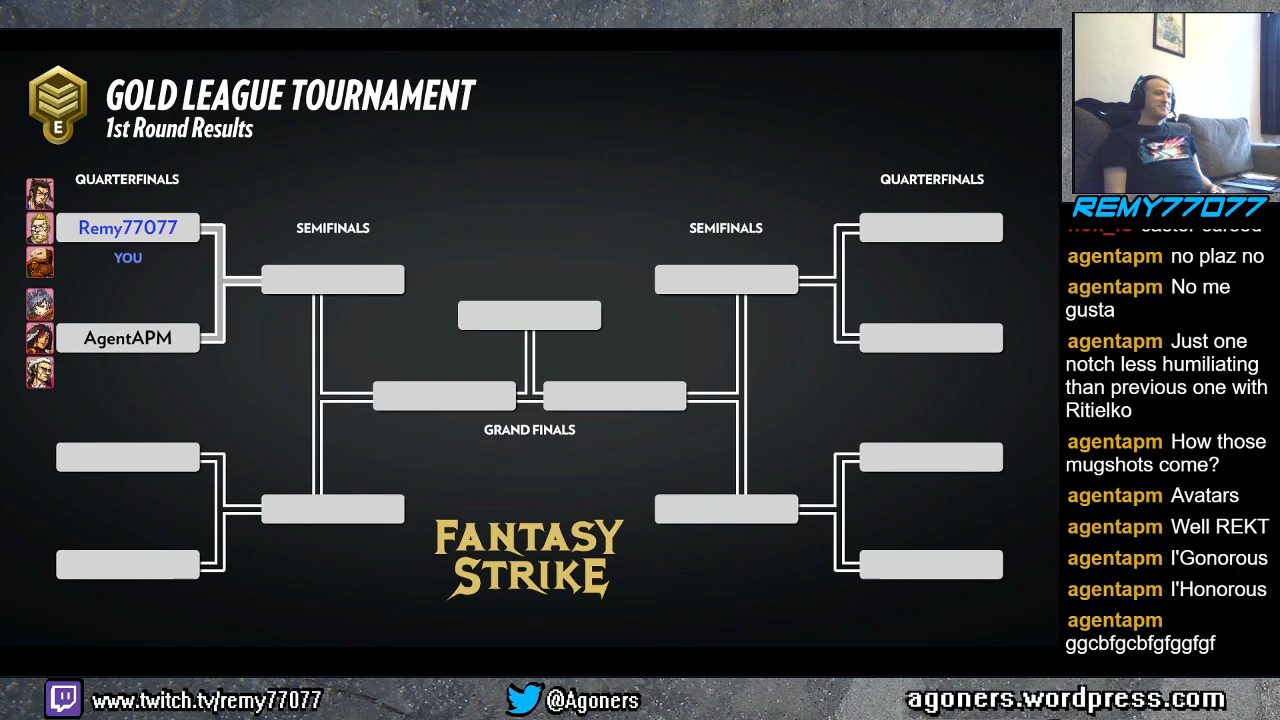 GOLD LEAGUE TOURNAMENT
1st Round Results
E
QUARTERFINALS
Remy77077
YOU
AgentAPM
SEMIFINALS
GRAND FINALS
SEMIFINALS
QUARTERFINALS
FANTASY
STRIKE
REMY77077
agentapm no plaz no
agentapm No me
gusta
agentapm Just one
notch less humiliating
than previous one with
Ritielko
agentapm How those
mugshots come?
agentapm Avatars
agentapm Well REKT
agentapm l'Gonorous
agentapm l'Honorous
agentapm
ggcbfgcbfgfggfgf
www.twitch.tv/remy77077
@Agoners
agoners.wordpress.com